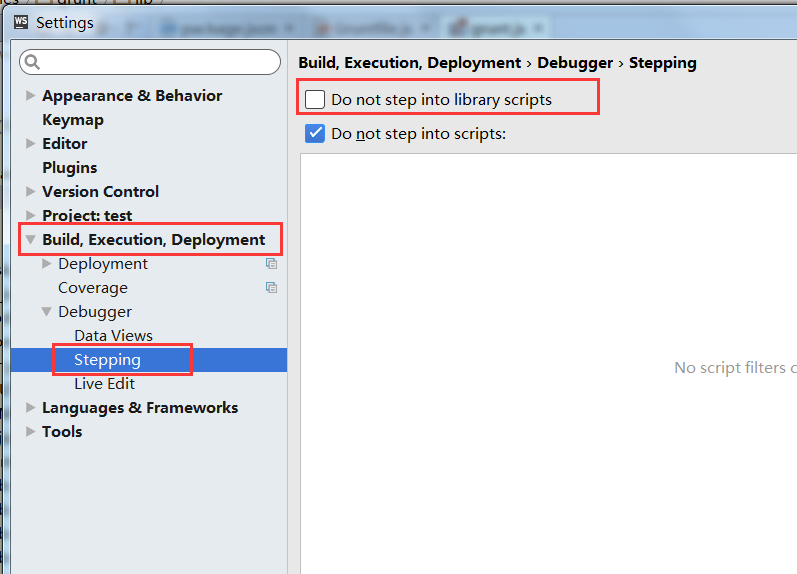 WS Settings
Appearance & Behavior
Keymap
Editor
Plugins
Version Control
Project: test
Build, Execution, Deployment
Deployment
Coverage
Debugger
Data Views
Stepping
Live Edit
Languages & Frameworks
Tools
Build, Execution, Deployment › Debugger › Stepping
Do not step into library scripts
Do not step into scripts:
No script filters